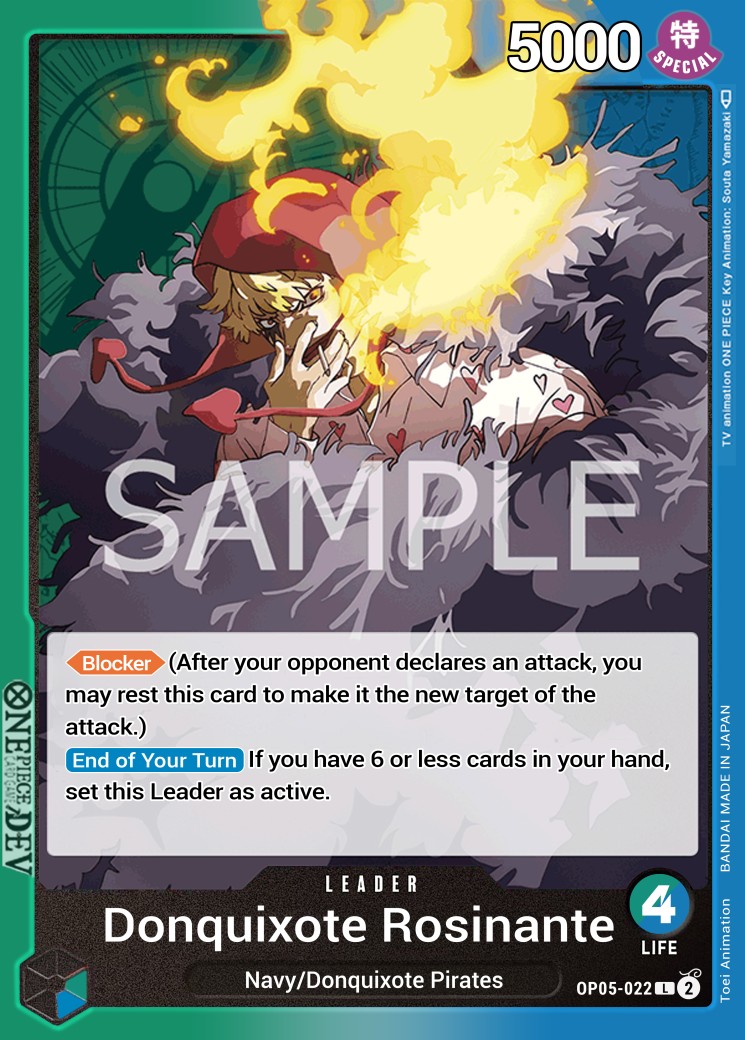 5000
特
SPECIAL
TV animation ONE PIECE Key Animation: Souta Yamazaki
SAMPLE
Blocker (After your opponent declares an attack, you
may rest this card to make it the new target of the
attack.)
End of Your Turn If you have 6 or less cards in your hand,
set this Leader as active.
ONE PIECE
CARD GAME
/DEV
BANDAI MADE IN JAPAN
Toei Animation
LEADER
Donquixote Rosinante
4
LIFE
Navy/Donquixote Pirates
OP05-022 L 2